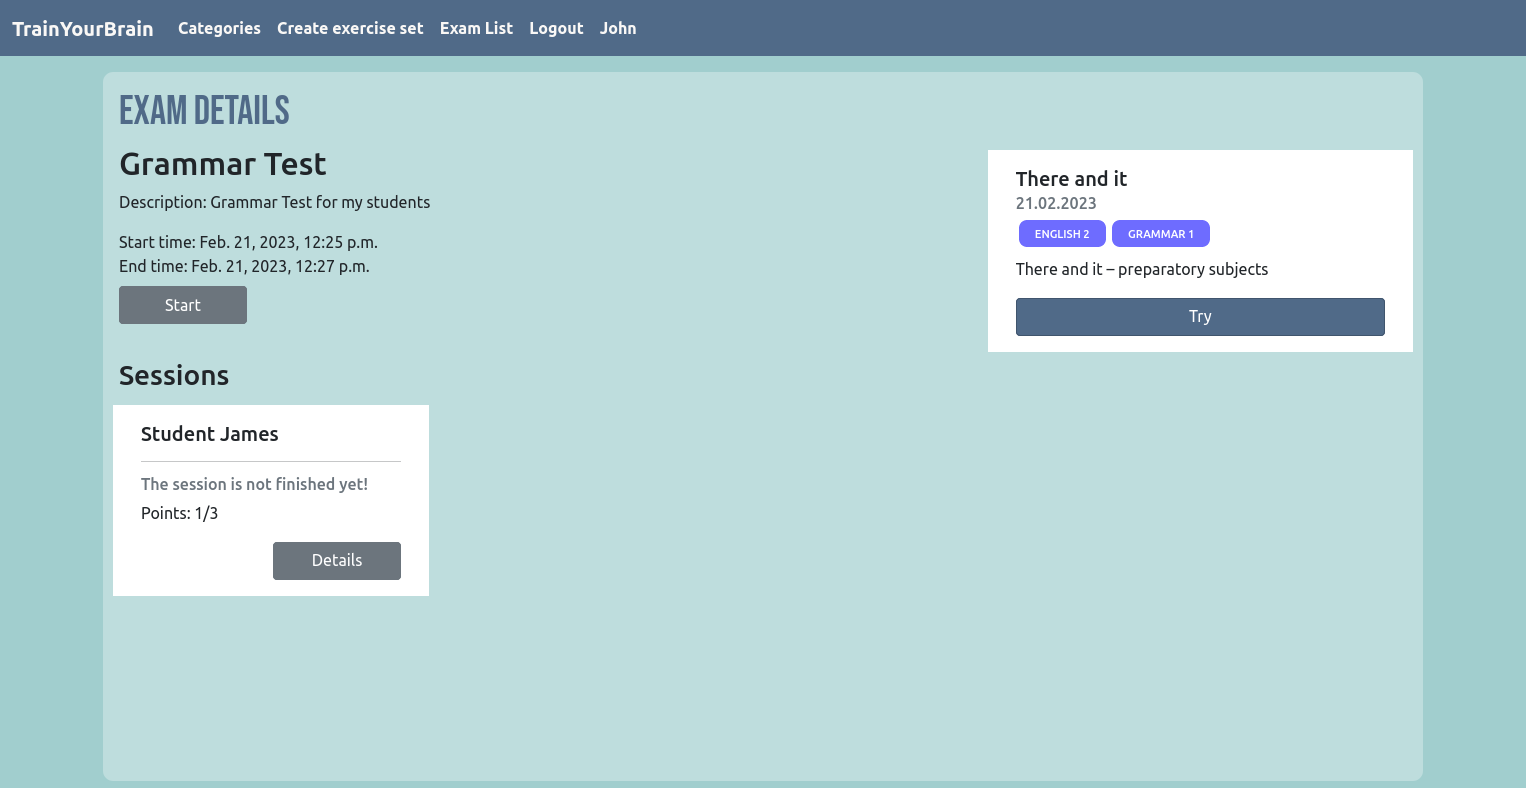 TrainYourBrain Categories Create exercise set Exam List Logout John
EXAM DETAILS
Grammar Test
Description: Grammar Test for my students
Start time: Feb. 21, 2023, 12:25 p.m.
End time: Feb. 21, 2023, 12:27 p.m.
Start
There and it
21.02.2023
ENGLISH 2 GRAMMAR 1
There and it – preparatory subjects
Try
Sessions
Student James
The session is not finished yet!
Points: 1/3
Details